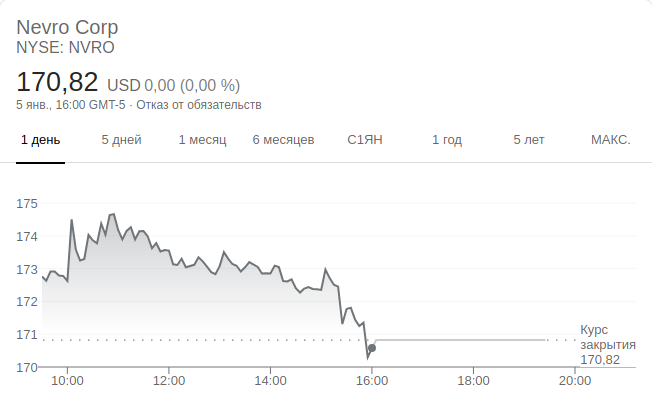 Nevro Corp
NYSE: NVRO
170,82 USD 0,00 (0,00 %)
5 янв., 16:00 GMT-5 · Отказ от обязательств
1 день 5 дней 1 месяц 6 месяцев С1ЯН 1 год 5 лет МАКС.
175
174
173
172
171
170
Курс
закрытия
170,82
10:00 12:00 14:00 16:00 18:00 20:00